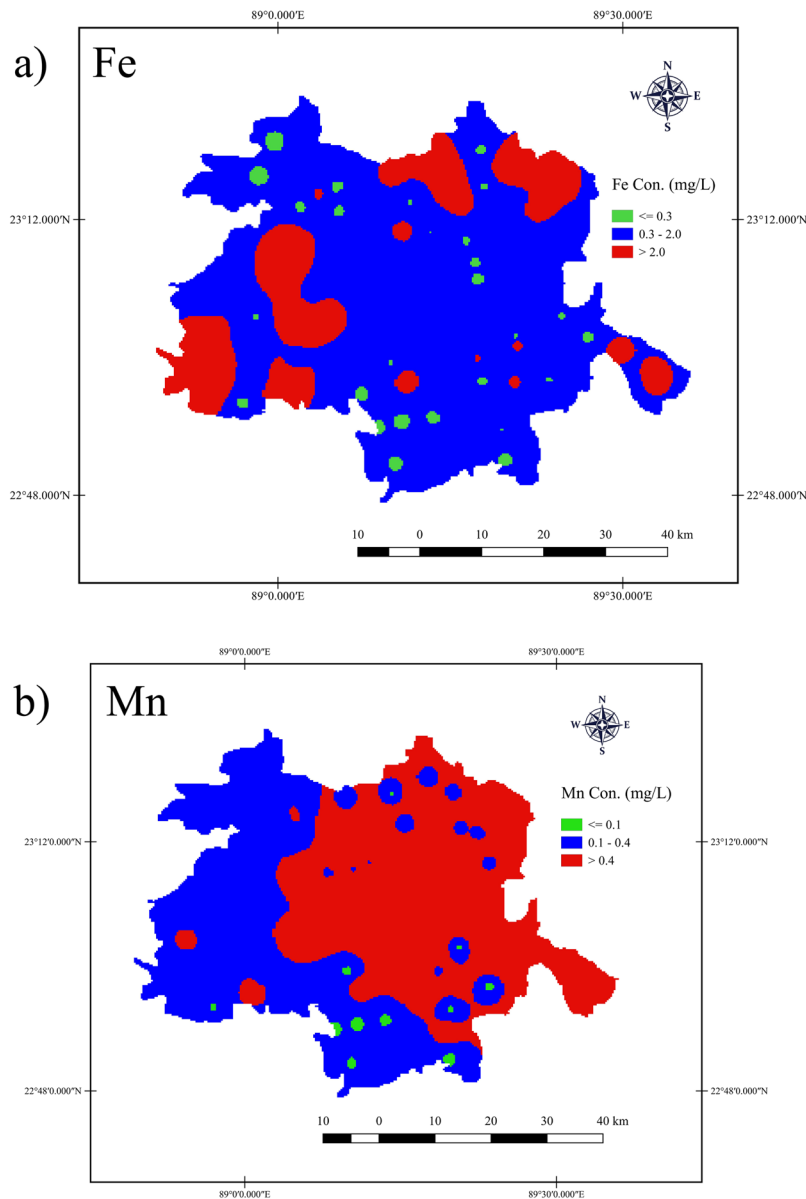 89°0.000′E 89°30.000′E
a) Fe
N
W E
S
Fe Con. (mg/L)
<= 0.3
0.3 - 2.0
> 2.0
23°12.000′N 23°12.000′N
22°48.000′N 22°48.000′N
10 0 10 20 30 40 km
89°0.000′E 89°30.000′E
89°0′0.000″E 89°30′0.000″E
b) Mn
N
W E
S
Mn Con. (mg/L)
<= 0.1
0.1 - 0.4
> 0.4
23°12′0.000″N 23°12′0.000″N
22°48′0.000″N 22°48′0.000″N
10 0 10 20 30 40 km
89°0′0.000″E 89°30′0.000″E